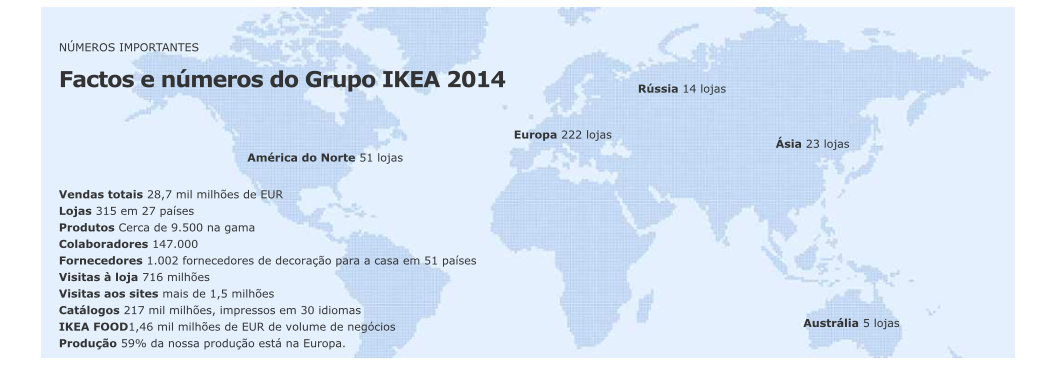 NÚMEROS IMPORTANTES
Factos e números do Grupo IKEA 2014
Rússia 14 lojas
Europa 222 lojas
Ásia 23 lojas
América do Norte 51 lojas
Vendas totais 28,7 mil milhões de EUR
Lojas 315 em 27 países
Produtos Cerca de 9.500 na gama
Colaboradores 147.000
Fornecedores 1.002 fornecedores de decoração para a casa em 51 países
Visitas à loja 716 milhões
Visitas aos sites mais de 1,5 milhões
Catálogos 217 mil milhões, impressos em 30 idiomas
IKEA FOOD1,46 mil milhões de EUR de volume de negócios
Austrália 5 lojas
Produção 59% da nossa produção está na Europa.